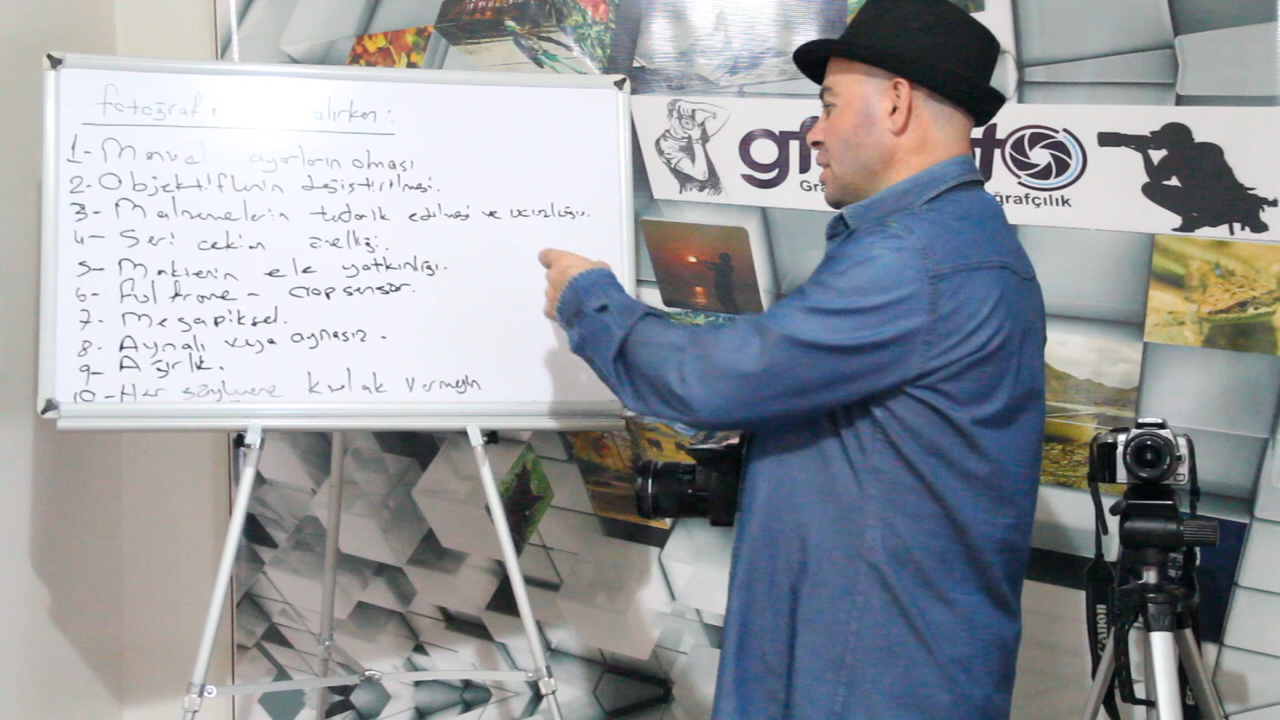 fotoğraf alırken:
1- Manuel ayarların olması
2- Objektiflerin değiştirilmesi.
3- Malzemelerin tedarik edilmesi ve ucuzluğu.
4- Seri çekim özelliği.
5- Makienin ele yatkınlığı.
6- Full frame - crop sensör.
7- Megapiksel.
8- Aynalı veya aynasız.
9- Ağırlık.
10- Her söylenene kulak vermeyin
Canon